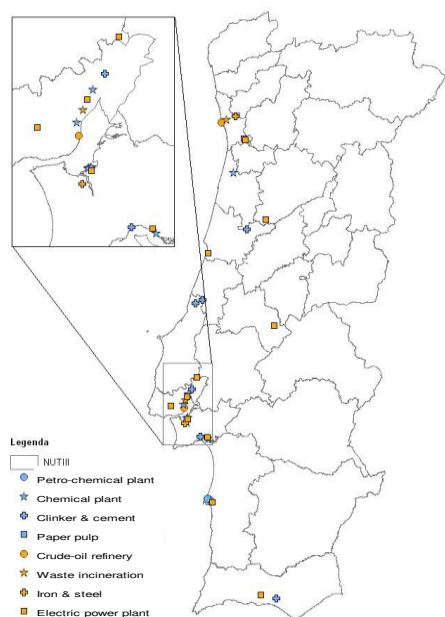 Legenda
NUTIII
Petro-chemical plant
Chemical plant
Clinker & cement
Paper pulp
Crude-oil refinery
Waste incineration
Iron & steel
Electric power plant